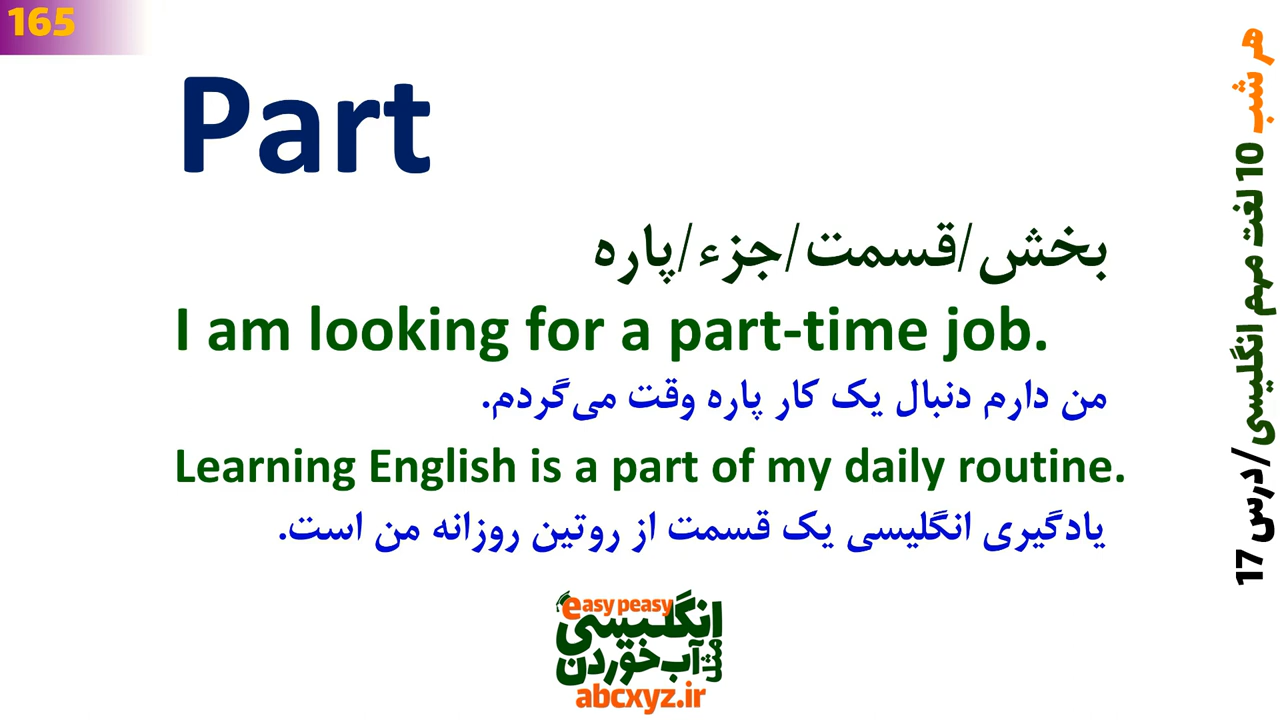 165
Part
بخش/قسمت/جزء/پاره
I am looking for a part-time job.
من دارم دنبال یک کار پاره وقت می‌گردم.
Learning English is a part of my daily routine.
یادگیری انگلیسی یک قسمت از روتین روزانه من است.
هر شب 10 لغت مهم انگلیسی/درس 17
easy peasy
انگلیسی
مثل آب خوردن
abcxyz.ir